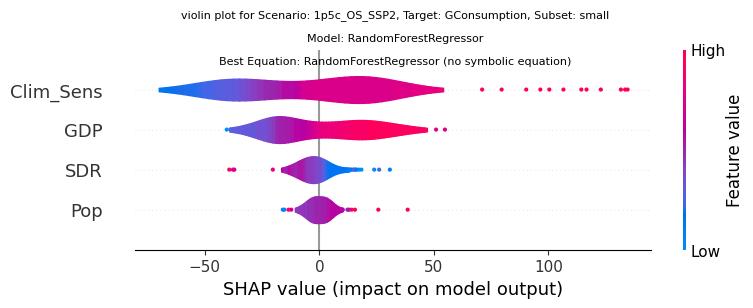 violin plot for Scenario: 1p5c_OS_SSP2, Target: GConsumption, Subset: small
Model: RandomForestRegressor
Best Equation: RandomForestRegressor (no symbolic equation)
High
Clim_Sens
GDP
SDR
Pop
Feature value
Low
−50 0 50 100
SHAP value (impact on model output)